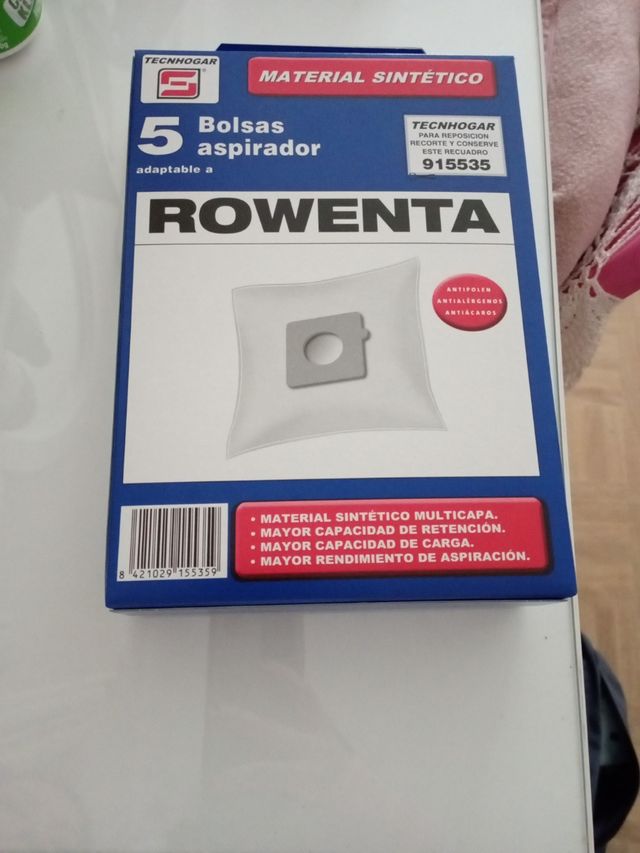 TECNHOGAR
MATERIAL SINTÉTICO
5 Bolsas
aspirador
adaptable a
TECNHOGAR
PARA REPOSICION
RECORTE Y CONSERVE
ESTE RECUADRO
915535
ROWENTA
ANTIPOLEN
ANTIALÉRGENOS
ANTIÁCAROS
• MATERIAL SINTÉTICO MULTICAPA.
• MAYOR CAPACIDAD DE RETENCIÓN.
• MAYOR CAPACIDAD DE CARGA.
• MAYOR RENDIMIENTO DE ASPIRACIÓN.
8 421029 155359